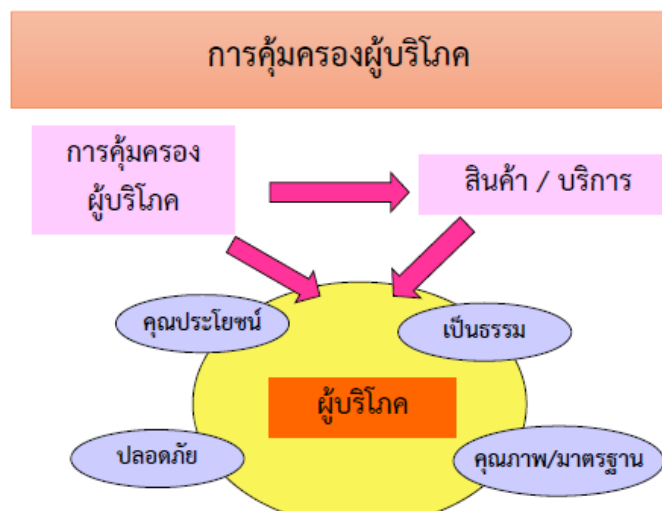 การคุ้มครองผู้บริโภค
การคุ้มครอง
ผู้บริโภค
สินค้า / บริการ
คุณประโยชน์
เป็นธรรม
ผู้บริโภค
ปลอดภัย
คุณภาพ/มาตรฐาน